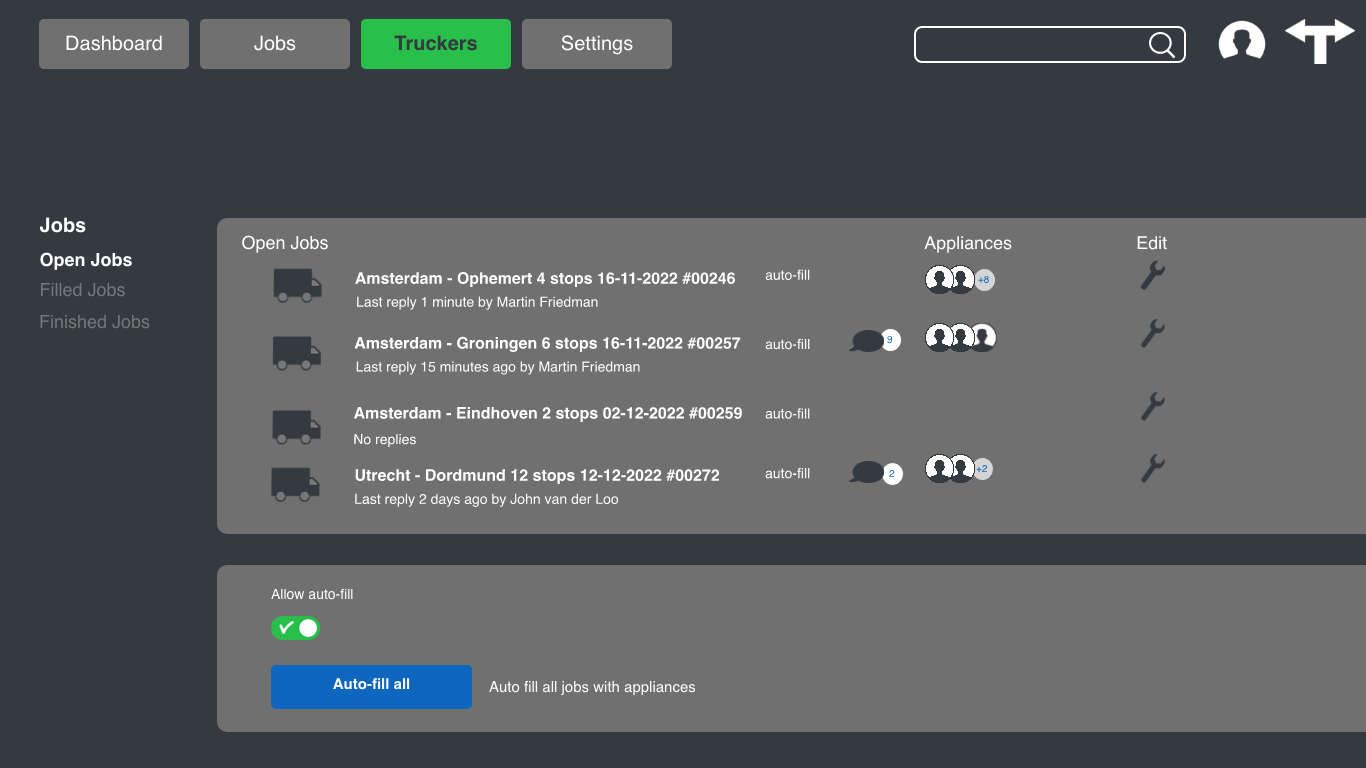 Dashboard
Jobs
Truckers
Settings
Jobs
Open Jobs
Filled Jobs
Finished Jobs
Open Jobs
Appliances
Edit
Amsterdam - Ophemert 4 stops 16-11-2022 #00246
auto-fill
+8
Last reply 1 minute by Martin Friedman
Amsterdam - Groningen 6 stops 16-11-2022 #00257
auto-fill
9
Last reply 15 minutes ago by Martin Friedman
Amsterdam - Eindhoven 2 stops 02-12-2022 #00259
auto-fill
No replies
Utrecht - Dordmund 12 stops 12-12-2022 #00272
auto-fill
2
+2
Last reply 2 days ago by John van der Loo
Allow auto-fill
Auto-fill all
Auto fill all jobs with appliances